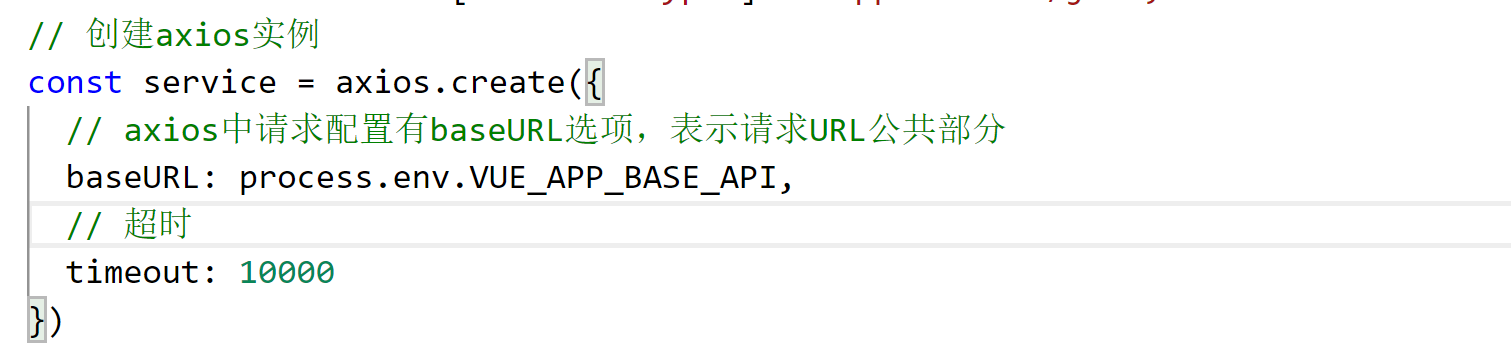 // 创建axios实例
const service = axios.create({
// axios中请求配置有baseURL选项，表示请求URL公共部分
baseURL: process.env.VUE_APP_BASE_API,
// 超时
timeout: 10000
})